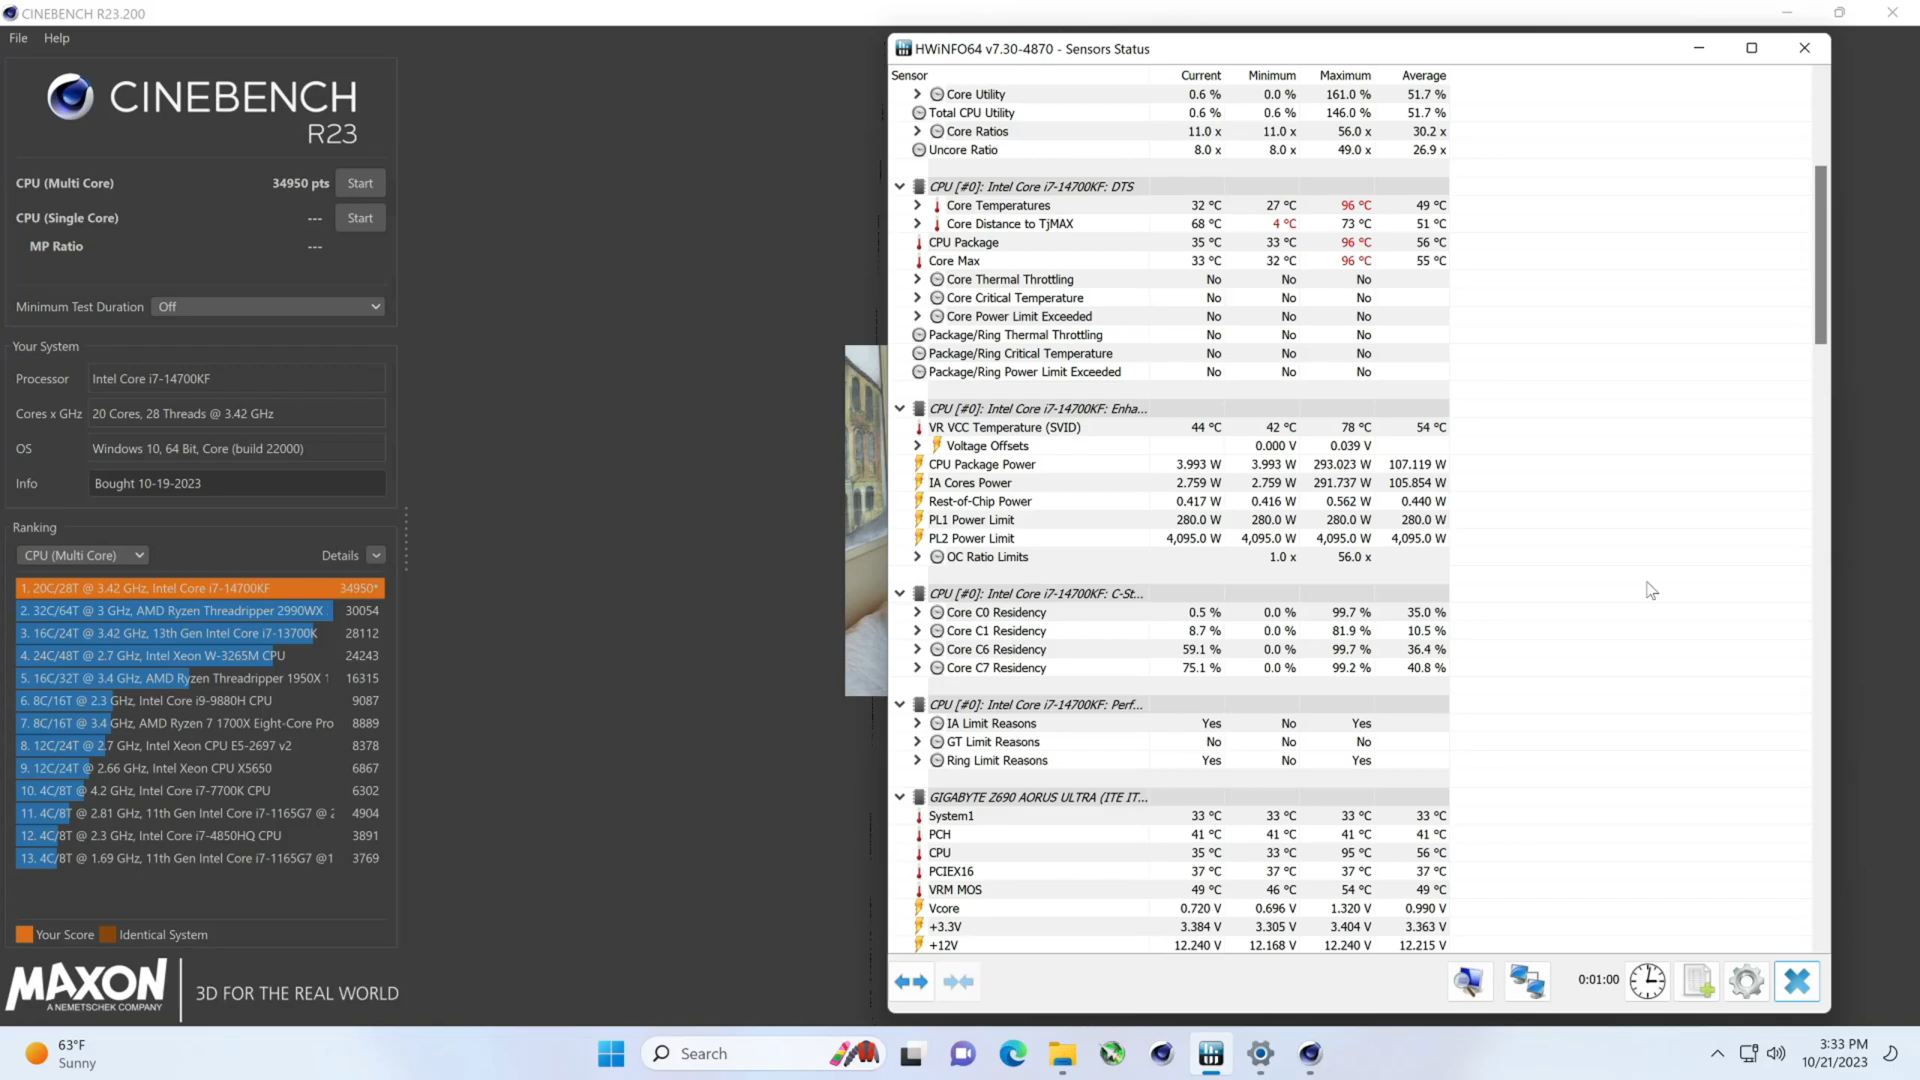 CINEBENCH R23.200
File Help
CINEBENCH
R23
CPU (Multi Core) 34950 pts Start
CPU (Single Core) --- Start
MP Ratio ---
Minimum Test Duration Off
Your System
Processor Intel Core i7-14700KF
Cores x GHz 20 Cores, 28 Threads @ 3.42 GHz
OS Windows 10, 64 Bit, Core (build 22000)
Info Bought 10-19-2023
Ranking
CPU (Multi Core) Details
1. 20C/28T @ 3.42 GHz, Intel Core i7-14700KF 34950*
2. 32C/64T @ 3 GHz, AMD Ryzen Threadripper 2990WX 30054
3. 16C/24T @ 3.42 GHz, 13th Gen Intel Core i7-13700K 28112
4. 24C/48T @ 2.7 GHz, Intel Xeon W-3265M CPU 24243
5. 16C/32T @ 3.4 GHz, AMD Ryzen Threadripper 1950X 1 16315
6. 8C/16T @ 2.3 GHz, Intel Core i9-9880H CPU 9087
7. 8C/16T @ 3.4 GHz, AMD Ryzen 7 1700X Eight-Core Pro 8889
8. 12C/24T @ 2.7 GHz, Intel Xeon CPU E5-2697 v2 8378
9. 12C/24T @ 2.66 GHz, Intel Xeon CPU X5650 6867
10. 4C/8T @ 4.2 GHz, Intel Core i7-7700K CPU 6302
11. 4C/8T @ 2.81 GHz, 11th Gen Intel Core i7-1165G7 @ 2 4904
12. 4C/8T @ 2.3 GHz, Intel Core i7-4850HQ CPU 3891
13. 4C/8T @ 1.69 GHz, 11th Gen Intel Core i7-1165G7 @1 3769
Your Score Identical System
MAXON
A NEMETSCHEK COMPANY
3D FOR THE REAL WORLD
HWiNFO64 v7.30-4870 - Sensors Status
Sensor Current Minimum Maximum Average
Core Utility 0.6 % 0.0 % 161.0 % 51.7 %
Total CPU Utility 0.6 % 0.6 % 146.0 % 51.7 %
Core Ratios 11.0 x 11.0 x 56.0 x 30.2 x
Uncore Ratio 8.0 x 8.0 x 49.0 x 26.9 x
CPU [#0]: Intel Core i7-14700KF: DTS
Core Temperatures 32 °C 27 °C 96 °C 49 °C
Core Distance to TjMAX 68 °C 4 °C 73 °C 51 °C
CPU Package 35 °C 33 °C 96 °C 56 °C
Core Max 33 °C 32 °C 96 °C 55 °C
Core Thermal Throttling No No No
Core Critical Temperature No No No
Core Power Limit Exceeded No No No
Package/Ring Thermal Throttling No No No
Package/Ring Critical Temperature No No No
Package/Ring Power Limit Exceeded No No No
CPU [#0]: Intel Core i7-14700KF: Enha...
VR VCC Temperature (SVID) 44 °C 42 °C 78 °C 54 °C
Voltage Offsets 0.000 V 0.039 V
CPU Package Power 3.993 W 3.993 W 293.023 W 107.119 W
IA Cores Power 2.759 W 2.759 W 291.737 W 105.854 W
Rest-of-Chip Power 0.417 W 0.416 W 0.562 W 0.440 W
PL1 Power Limit 280.0 W 280.0 W 280.0 W 280.0 W
PL2 Power Limit 4,095.0 W 4,095.0 W 4,095.0 W 4,095.0 W
OC Ratio Limits 1.0 x 56.0 x
CPU [#0]: Intel Core i7-14700KF: C-St...
Core C0 Residency 0.5 % 0.0 % 99.7 % 35.0 %
Core C1 Residency 8.7 % 0.0 % 81.9 % 10.5 %
Core C6 Residency 59.1 % 0.0 % 99.7 % 36.4 %
Core C7 Residency 75.1 % 0.0 % 99.2 % 40.8 %
CPU [#0]: Intel Core i7-14700KF: Perf...
IA Limit Reasons Yes No Yes
GT Limit Reasons No No No
Ring Limit Reasons Yes No Yes
GIGABYTE Z690 AORUS ULTRA (ITE IT...
System1 33 °C 33 °C 33 °C 33 °C
PCH 41 °C 41 °C 41 °C 41 °C
CPU 35 °C 33 °C 95 °C 56 °C
PCIEX16 37 °C 37 °C 37 °C 37 °C
VRM MOS 49 °C 46 °C 54 °C 49 °C
Vcore 0.720 V 0.696 V 1.320 V 0.990 V
+3.3V 3.384 V 3.305 V 3.404 V 3.363 V
+12V 12.240 V 12.168 V 12.240 V 12.215 V
0:01:00
63°F
Sunny
Search
3:33 PM
10/21/2023